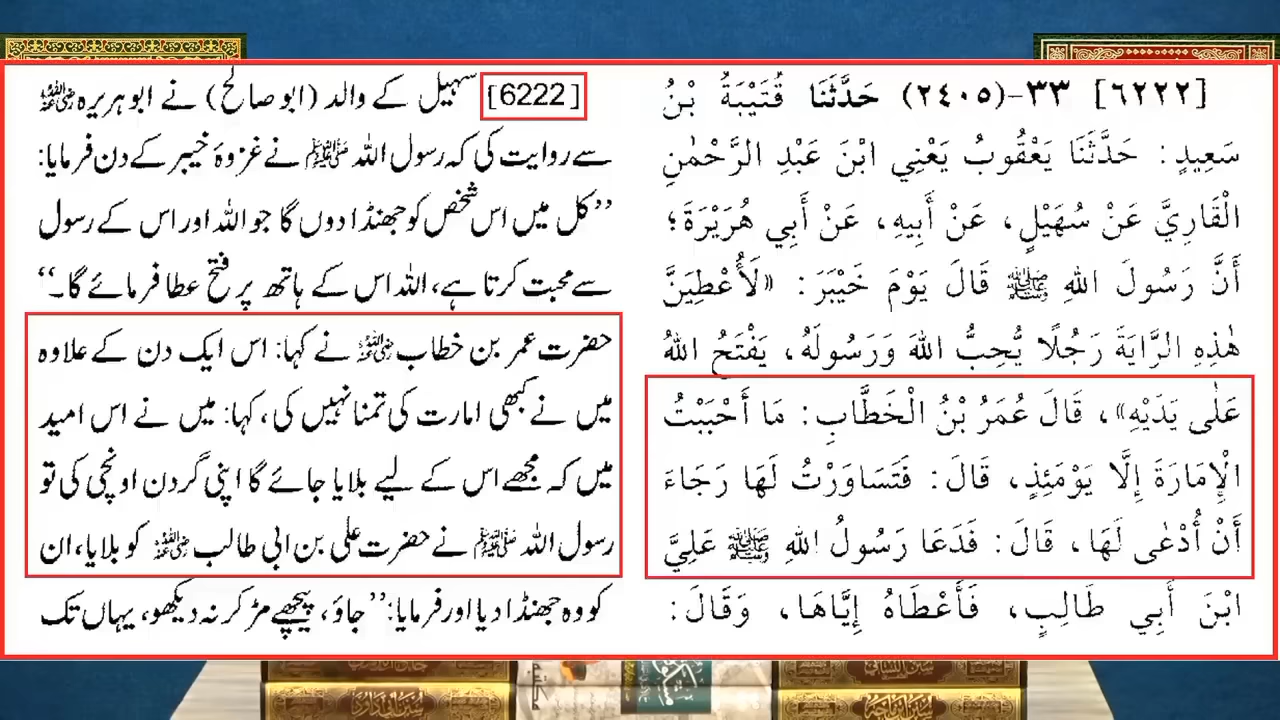 [٦٢٢٢] ٣٣-(٢٤٠٥) حَدَّثَنَا قُتَيْبَةُ بْنُ
سَعِيدٍ: حَدَّثَنَا يَعْقُوبُ يَعْنِي ابْنَ عَبْدِ الرَّحْمٰنِ
الْقَارِيَّ عَنْ سُهَيْلٍ، عَنْ أَبِيهِ، عَنْ أَبِي هُرَيْرَةَ؛
أَنَّ رَسُولَ اللهِ ﷺ قَالَ يَوْمَ خَيْبَرَ: «لَأُعْطِيَنَّ
هٰذِهِ الرَّايَةَ رَجُلًا يُّحِبُّ اللهَ وَرَسُولَهُ، يَفْتَحُ اللهُ
عَلٰى يَدَيْهِ»، قَالَ عُمَرُ بْنُ الْخَطَّابِ: مَا أَحْبَبْتُ
الْإِمَارَةَ إِلَّا يَوْمَئِذٍ، قَالَ: فَتَسَاوَرْتُ لَهَا رَجَاءَ
أَنْ أُدْعٰى لَهَا، قَالَ: فَدَعَا رَسُولُ اللهِ ﷺ عَلِيَّ
ابْنَ أَبِي طَالِبٍ، فَأَعْطَاهُ إِيَّاهَا، وَقَالَ:
[6222] سہیل کے والد (ابو صالح) نے ابو ہریرہ رضی اللہ عنہ
سے روایت کی کہ رسول اللہ ﷺ نے غزوۂ خیبر کے دن فرمایا:
’’کل میں اس شخص کو جھنڈا دوں گا جو اللہ اور اس کے رسول
سے محبت کرتا ہے، اللہ اس کے ہاتھ پر فتح عطا فرمائے گا۔‘‘
حضرت عمر بن خطاب رضی اللہ عنہ نے کہا: اس ایک دن کے علاوہ
میں نے کبھی امارت کی تمنا نہیں کی، کہا: میں نے اس امید
میں کہ مجھے اس کے لیے بلایا جائے گا اپنی گردن اونچی کی تو
رسول اللہ ﷺ نے حضرت علی بن ابی طالب رضی اللہ عنہ کو بلایا، ان
کو وہ جھنڈا دیا اور فرمایا: ’’جاؤ، پیچھے مڑ کر نہ دیکھو، یہاں تک